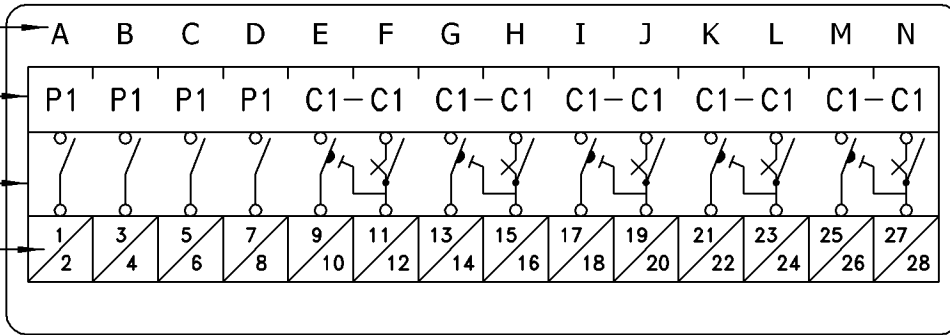 A B C D E F G H I J K L M N
P1 P1 P1 P1 C1-C1 C1-C1 C1-C1 C1-C1 C1-C1
1 3 5 7 9 11 13 15 17 19 21 23 25 27
2 4 6 8 10 12 14 16 18 20 22 24 26 28